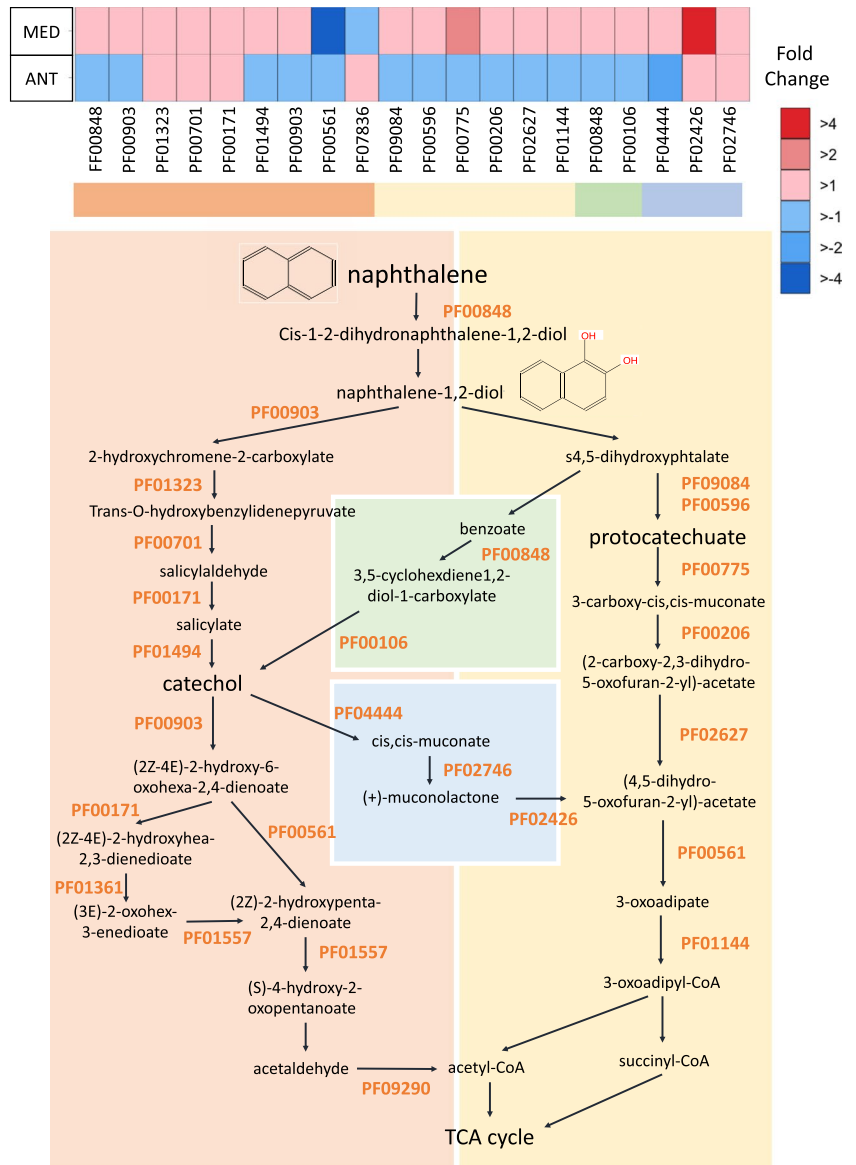 MED
ANT
Fold
Change
>4
>2
>1
>-1
>-2
>-4
FF00848
PF00903
PF01323
PF00701
PF00171
PF01494
PF00903
PF00561
PF07836
PF09084
PF00596
PF00775
PF00206
PF02627
PF01144
PF00848
PF00106
PF04444
PF02426
PF02746
naphthalene
PF00848
Cis-1-2-dihydronaphthalene-1,2-diol
OH
OH
naphthalene-1,2-diol
PF00903
2-hydroxychromene-2-carboxylate
s4,5-dihydroxyphtalate
PF01323
PF09084
PF00596
Trans-O-hydroxybenzylidenepyruvate
benzoate
protocatechuate
PF00701
PF00848
salicylaldehyde
3,5-cyclohexdiene1,2-
diol-1-carboxylate
PF00775
PF00171
3-carboxy-cis,cis-muconate
salicylate
PF00206
PF01494
PF00106
(2-carboxy-2,3-dihydro-
5-oxofuran-2-yl)-acetate
catechol
PF04444
PF00903
cis,cis-muconate
PF02627
(2Z-4E)-2-hydroxy-6-
oxohexa-2,4-dienoate
PF02746
(+)-muconolactone
(4,5-dihydro-
5-oxofuran-2-yl)-acetate
PF00171
PF02426
PF00561
(2Z-4E)-2-hydroxyhea-
2,3-dienedioate
PF00561
PF01361
(3E)-2-oxohex-
3-enedioate
(2Z)-2-hydroxypenta-
2,4-dienoate
3-oxoadipate
PF01557
PF01557
PF01144
(S)-4-hydroxy-2-
oxopentanoate
3-oxoadipyl-CoA
acetaldehyde
acetyl-CoA
succinyl-CoA
PF09290
TCA cycle